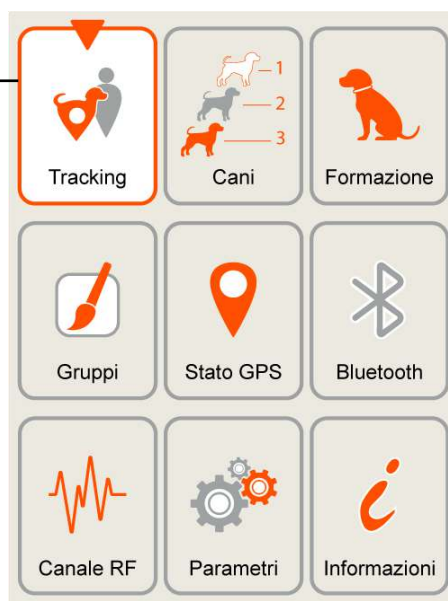 1
2
3
Tracking
Cani
Formazione
Gruppi
Stato GPS
Bluetooth
Canale RF
Parametri
Informazioni